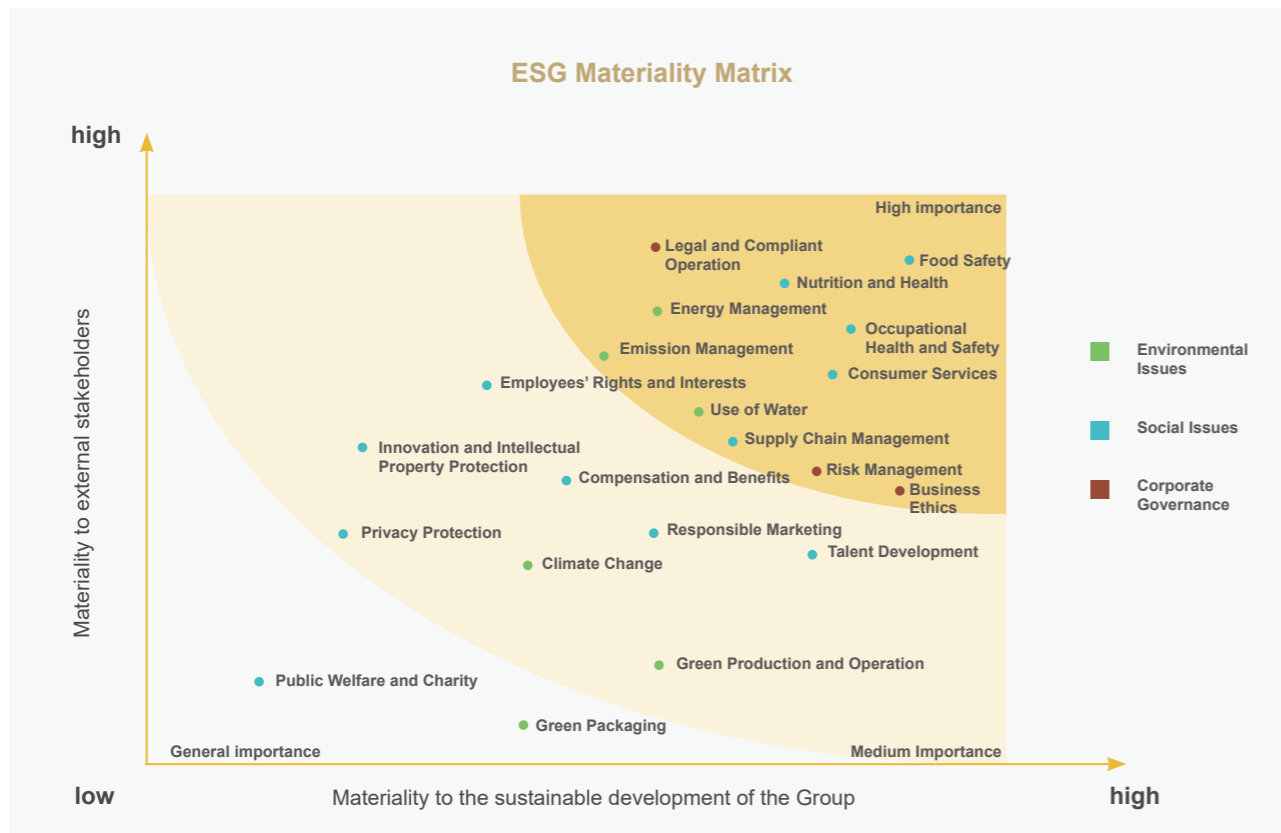 ESG Materiality Matrix
high
High importance
Legal and Compliant
Operation
Food Safety
Nutrition and Health
Energy Management
Occupational
Health and Safety
Emission Management
Consumer Services
Employees’ Rights and Interests
Use of Water
Supply Chain Management
Innovation and Intellectual
Property Protection
Risk Management
Compensation and Benefits
Business
Ethics
Privacy Protection
Responsible Marketing
Talent Development
Climate Change
Green Production and Operation
Public Welfare and Charity
Green Packaging
General importance
Medium Importance
Materiality to external stakeholders
low
Materiality to the sustainable development of the Group
high
Environmental
Issues
Social Issues
Corporate
Governance